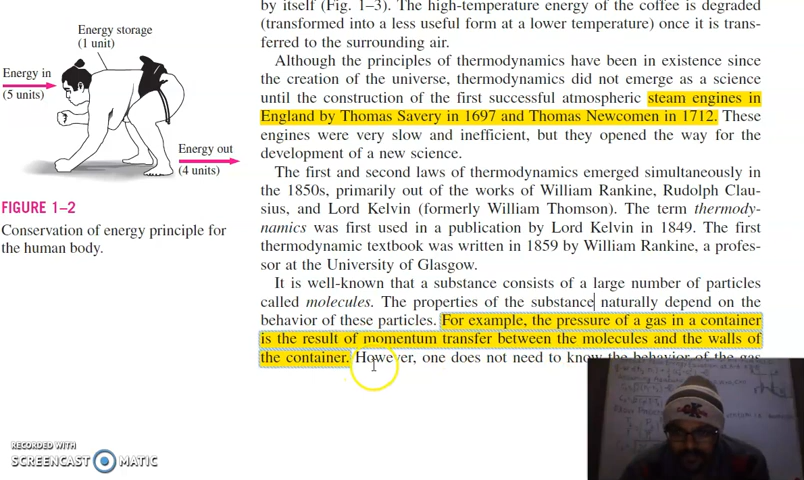 by itself (Fig. 1–3). The high-temperature energy of the coffee is degraded
(transformed into a less useful form at a lower temperature) once it is trans-
ferred to the surrounding air.
Although the principles of thermodynamics have been in existence since
the creation of the universe, thermodynamics did not emerge as a science
until the construction of the first successful atmospheric steam engines in
England by Thomas Savery in 1697 and Thomas Newcomen in 1712. These
engines were very slow and inefficient, but they opened the way for the
development of a new science.
The first and second laws of thermodynamics emerged simultaneously in
the 1850s, primarily out of the works of William Rankine, Rudolph Clau-
sius, and Lord Kelvin (formerly William Thomson). The term thermody-
namics was first used in a publication by Lord Kelvin in 1849. The first
thermodynamic textbook was written in 1859 by William Rankine, a profes-
sor at the University of Glasgow.
It is well-known that a substance consists of a large number of particles
called molecules. The properties of the substance naturally depend on the
behavior of these particles. For example, the pressure of a gas in a container
is the result of momentum transfer between the molecules and the walls of
the container. However, one does not need to know the behavior of the gas
Energy storage
(1 unit)
Energy in
(5 units)
Energy out
(4 units)
FIGURE 1–2
Conservation of energy principle for
the human body.
RECORDED WITH
SCREENCAST MATIC